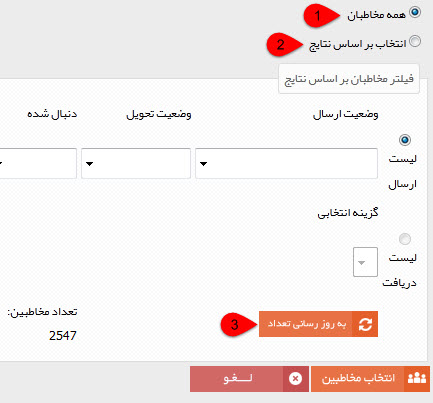 همه مخاطبان 1
انتخاب بر اساس نتایج 2
فیلتر مخاطبان بر اساس نتایج
وضعیت ارسال وضعیت تحویل دنبال شده
لیست
ارسال
گزینه انتخابی
لیست
دریافت
به روز رسانی تعداد 3 تعداد مخاطبین:
2547
انتخاب مخاطبین لـــغو